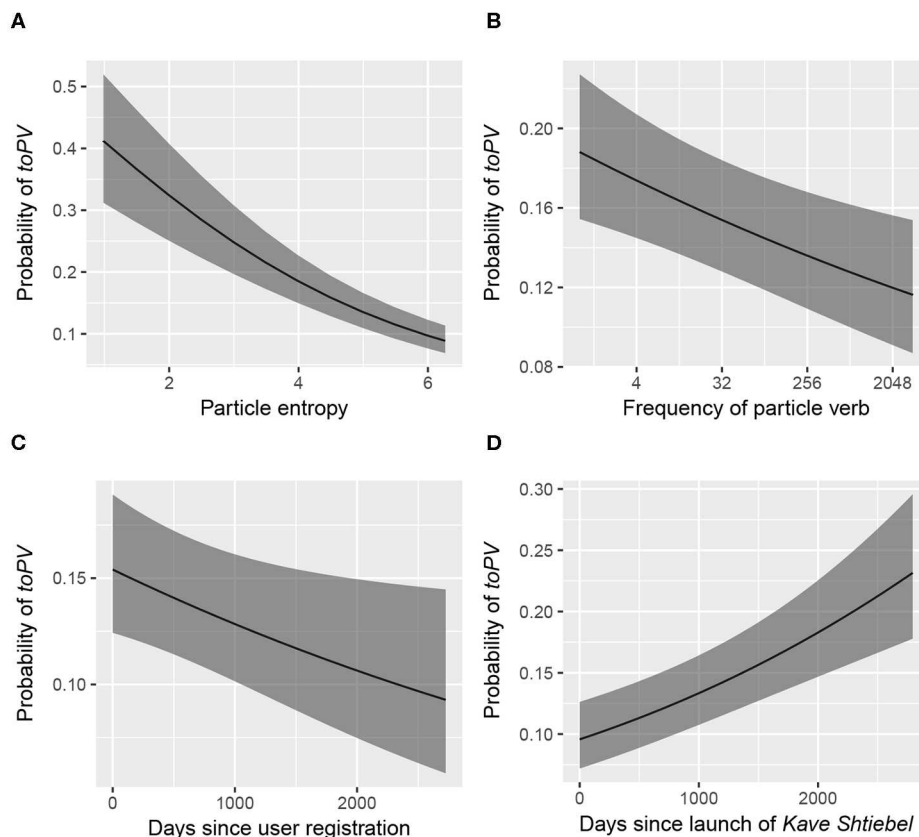 A
Probability of toPV
0.5
0.4
0.3
0.2
0.1
2 4 6
Particle entropy
B
Probability of toPV
0.20
0.16
0.12
0.08
4 32 256 2048
Frequency of particle verb
C
Probability of toPV
0.15
0.10
0 1000 2000
Days since user registration
D
Probability of toPV
0.30
0.25
0.20
0.15
0.10
0 1000 2000
Days since launch of Kave Shtiebel